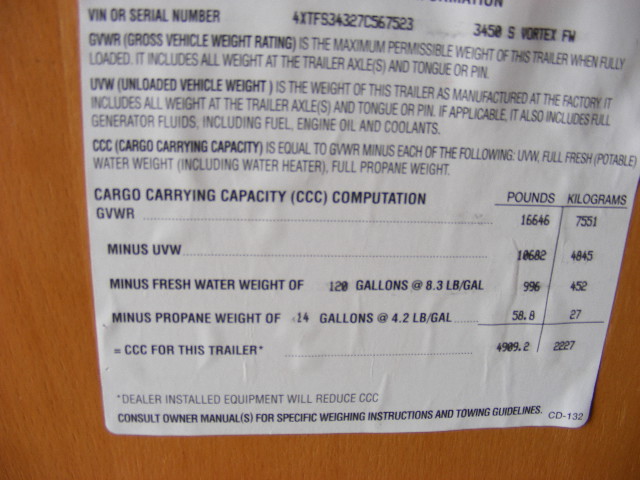 VIN OR SERIAL NUMBER 4XTFS34327C567523 3450 S VORTEX FW
GVWR (GROSS VEHICLE WEIGHT RATING) IS THE MAXIMUM PERMISSIBLE WEIGHT OF THIS TRAILER WHEN FULLY
LOADED. IT INCLUDES ALL WEIGHT AT THE TRAILER AXLE(S) AND TONGUE OR PIN.
UVW (UNLOADED VEHICLE WEIGHT ) IS THE WEIGHT OF THIS TRAILER AS MANUFACTURED AT THE FACTORY. IT
INCLUDES ALL WEIGHT AT THE TRAILER AXLE(S) AND TONGUE OR PIN. IF APPLICABLE, IT ALSO INCLUDES FULL
GENERATOR FLUIDS, INCLUDING FUEL, ENGINE OIL AND COOLANTS.
CCC (CARGO CARRYING CAPACITY) IS EQUAL TO GVWR MINUS EACH OF THE FOLLOWING: UVW, FULL FRESH (POTABLE)
WATER WEIGHT (INCLUDING WATER HEATER), FULL PROPANE WEIGHT.
CARGO CARRYING CAPACITY (CCC) COMPUTATION POUNDS KILOGRAMS
GVWR 16646 7551
MINUS UVW 10682 4845
MINUS FRESH WATER WEIGHT OF 120 GALLONS @ 8.3 LB/GAL 996 452
MINUS PROPANE WEIGHT OF 14 GALLONS @ 4.2 LB/GAL 58.8 27
= CCC FOR THIS TRAILER* 4909.2 2227
*DEALER INSTALLED EQUIPMENT WILL REDUCE CCC
CONSULT OWNER MANUAL(S) FOR SPECIFIC WEIGHING INSTRUCTIONS AND TOWING GUIDELINES. CD-132